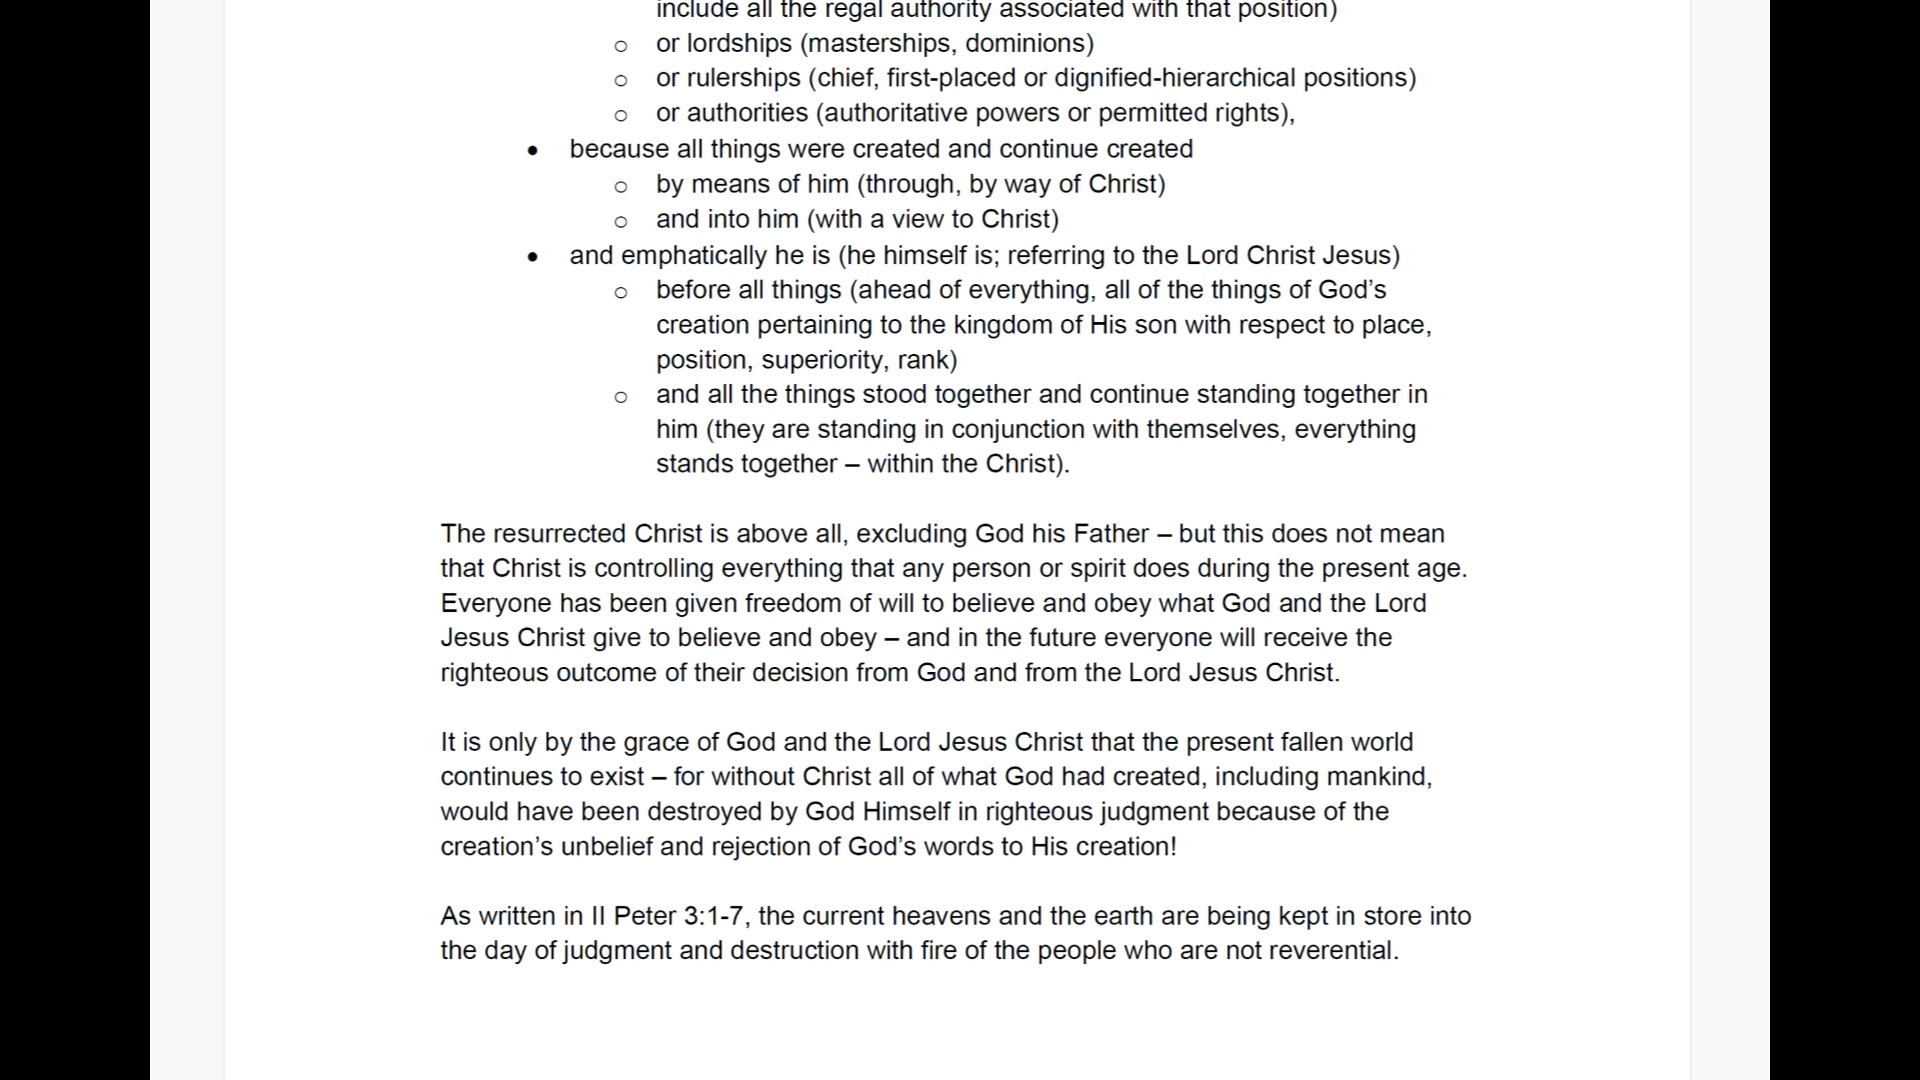 include all the regal authority associated with that position)
○ or lordships (masterships, dominions)
○ or rulerships (chief, first-placed or dignified-hierarchical positions)
○ or authorities (authoritative powers or permitted rights),
• because all things were created and continue created
○ by means of him (through, by way of Christ)
○ and into him (with a view to Christ)
• and emphatically he is (he himself is; referring to the Lord Christ Jesus)
○ before all things (ahead of everything, all of the things of God’s
creation pertaining to the kingdom of His son with respect to place,
position, superiority, rank)
○ and all the things stood together and continue standing together in
him (they are standing in conjunction with themselves, everything
stands together – within the Christ).
The resurrected Christ is above all, excluding God his Father – but this does not mean
that Christ is controlling everything that any person or spirit does during the present age.
Everyone has been given freedom of will to believe and obey what God and the Lord
Jesus Christ give to believe and obey – and in the future everyone will receive the
righteous outcome of their decision from God and from the Lord Jesus Christ.
It is only by the grace of God and the Lord Jesus Christ that the present fallen world
continues to exist – for without Christ all of what God had created, including mankind,
would have been destroyed by God Himself in righteous judgment because of the
creation’s unbelief and rejection of God’s words to His creation!
As written in II Peter 3:1-7, the current heavens and the earth are being kept in store into
the day of judgment and destruction with fire of the people who are not reverential.